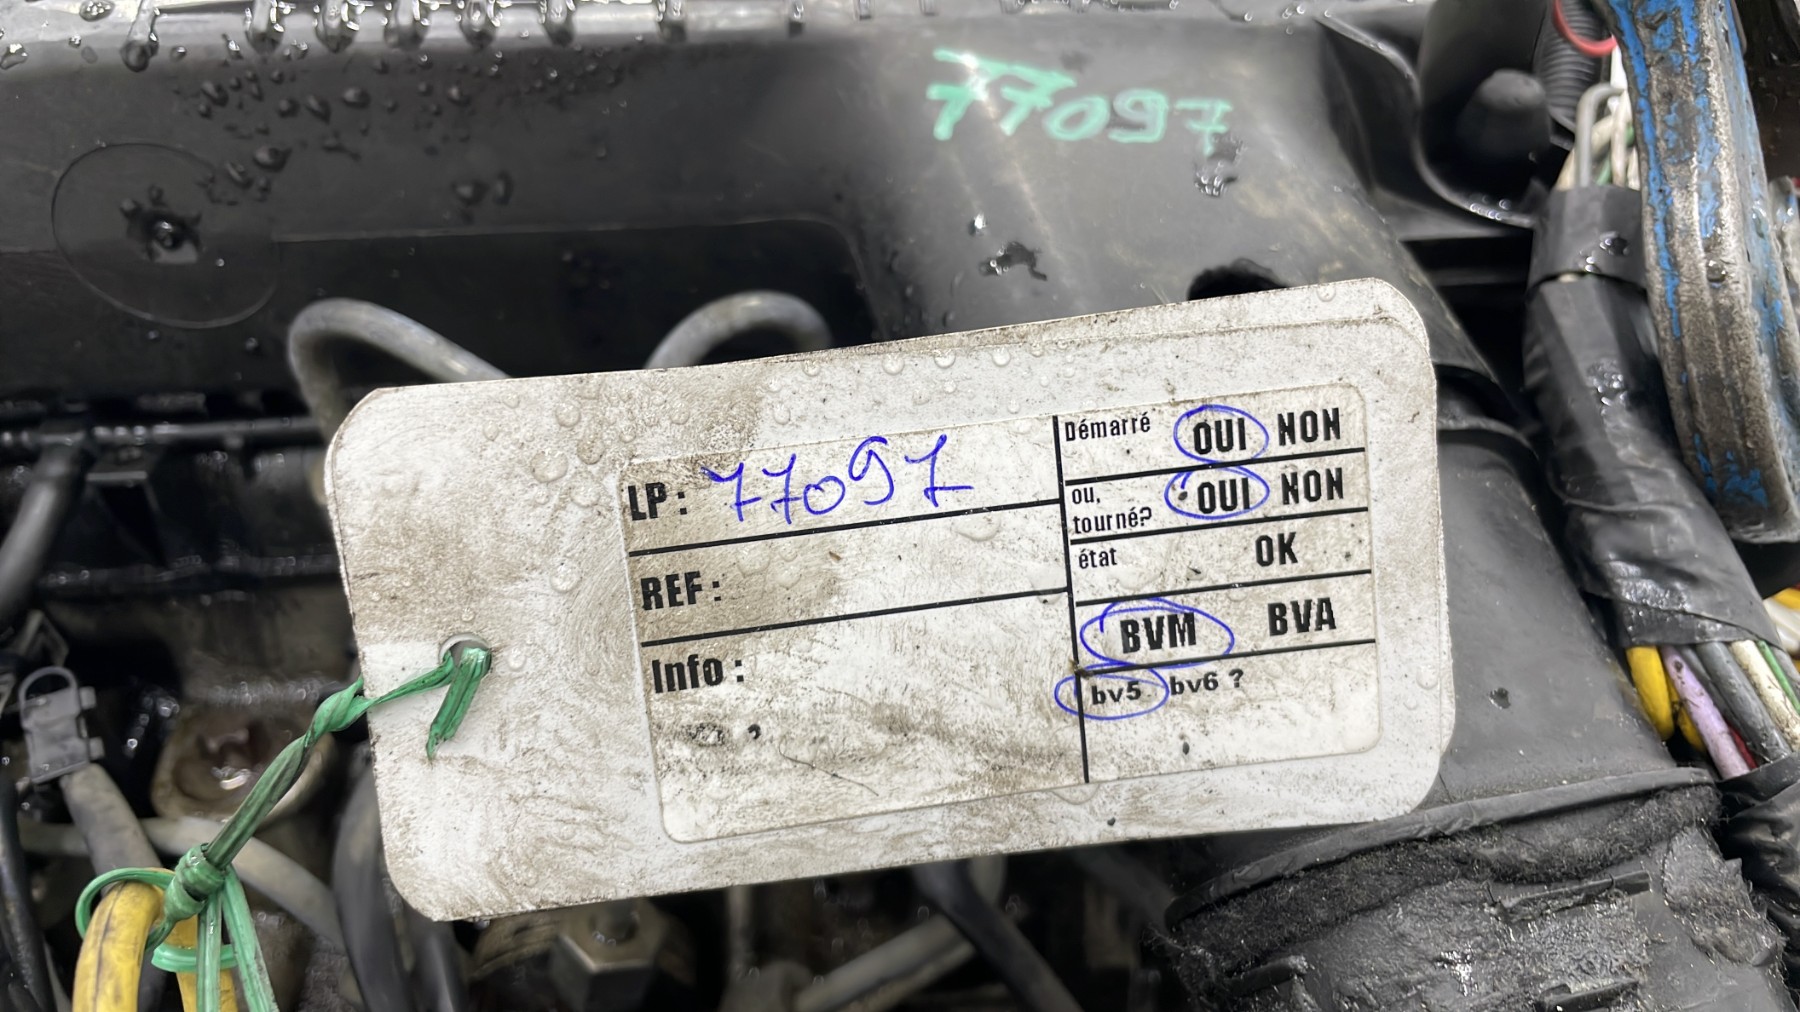 77097
LP : 77097
REF :
Info :
Démarré OUI NON
ou, tourné? OUI NON
état OK
BVM BVA
bv5 bv6 ?